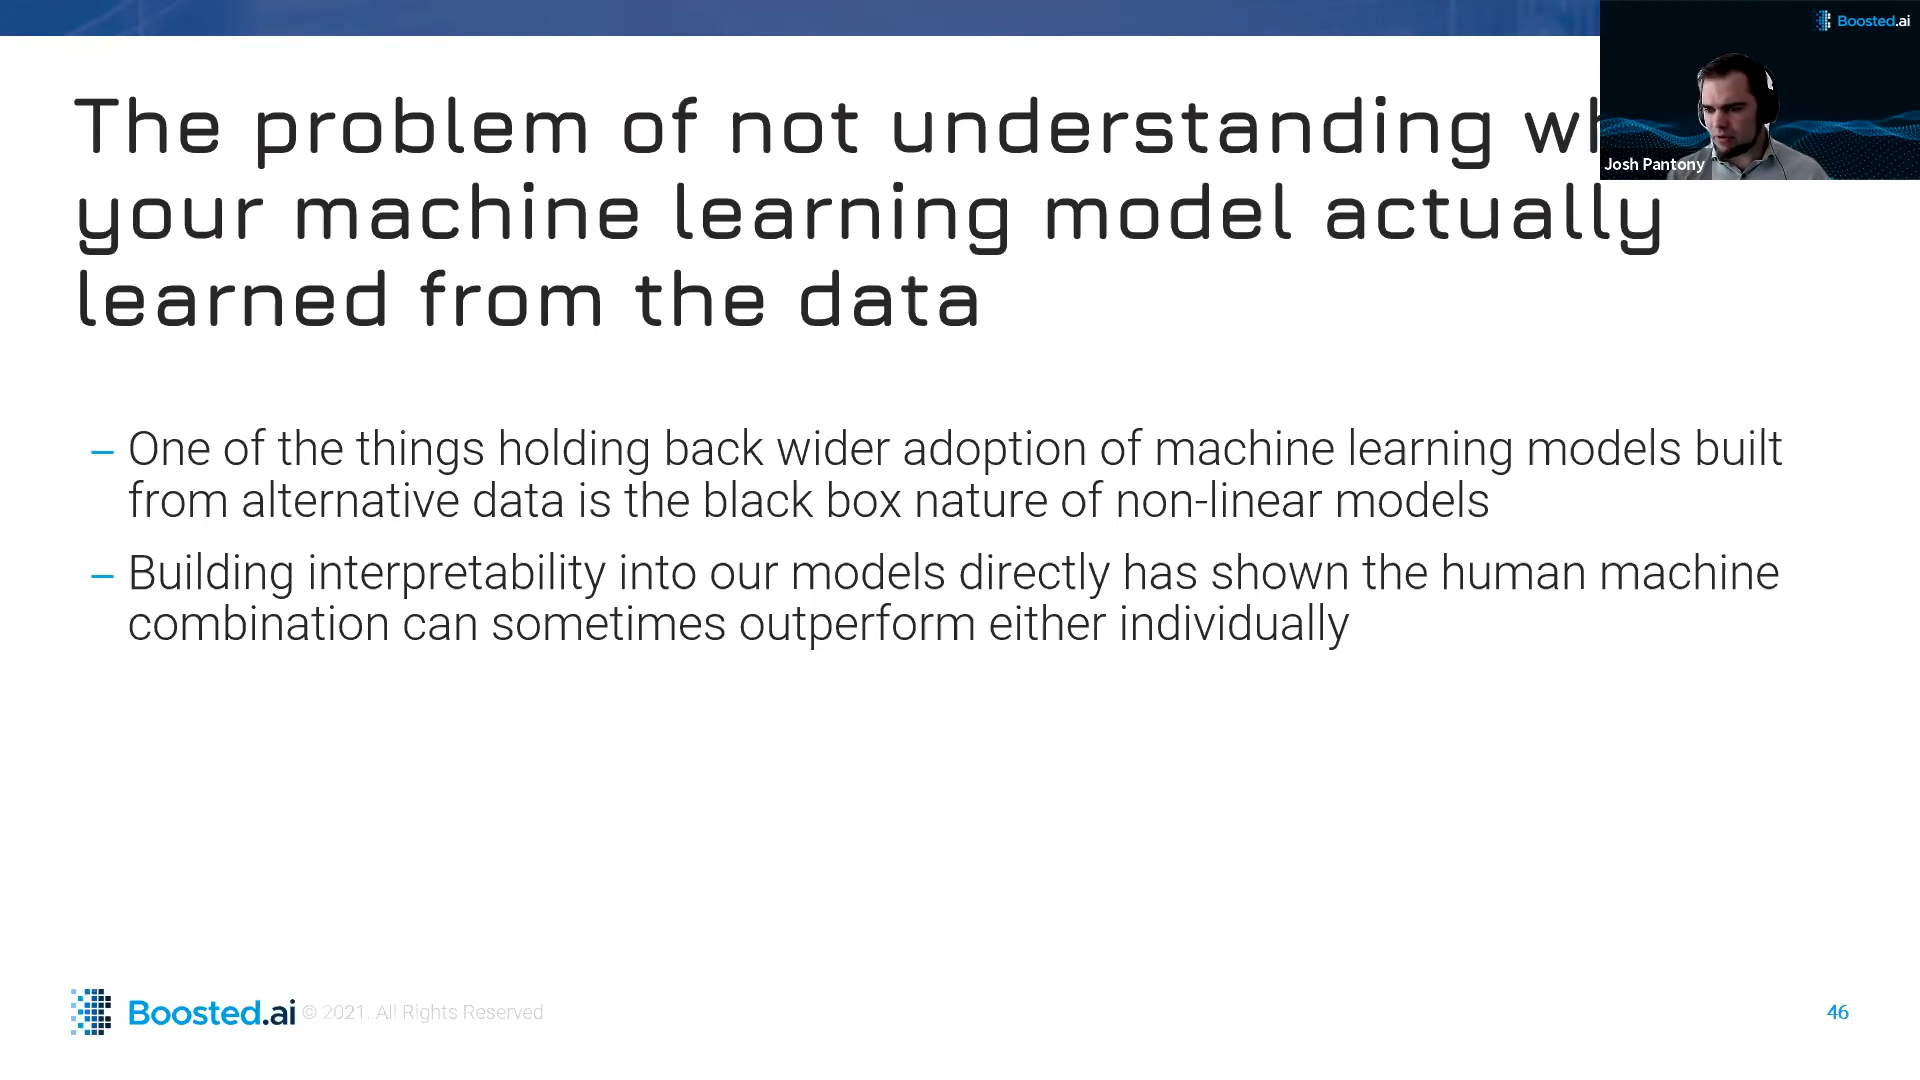 Boosted.ai
The problem of not understanding
Josh Pantony
your machine learning model actually
learned from the data
– One of the things holding back wider adoption of machine learning models built
from alternative data is the black box nature of non-linear models
– Building interpretability into our models directly has shown the human machine
combination can sometimes outperform either individually
Boosted.ai © 2021. All Rights Reserved
46